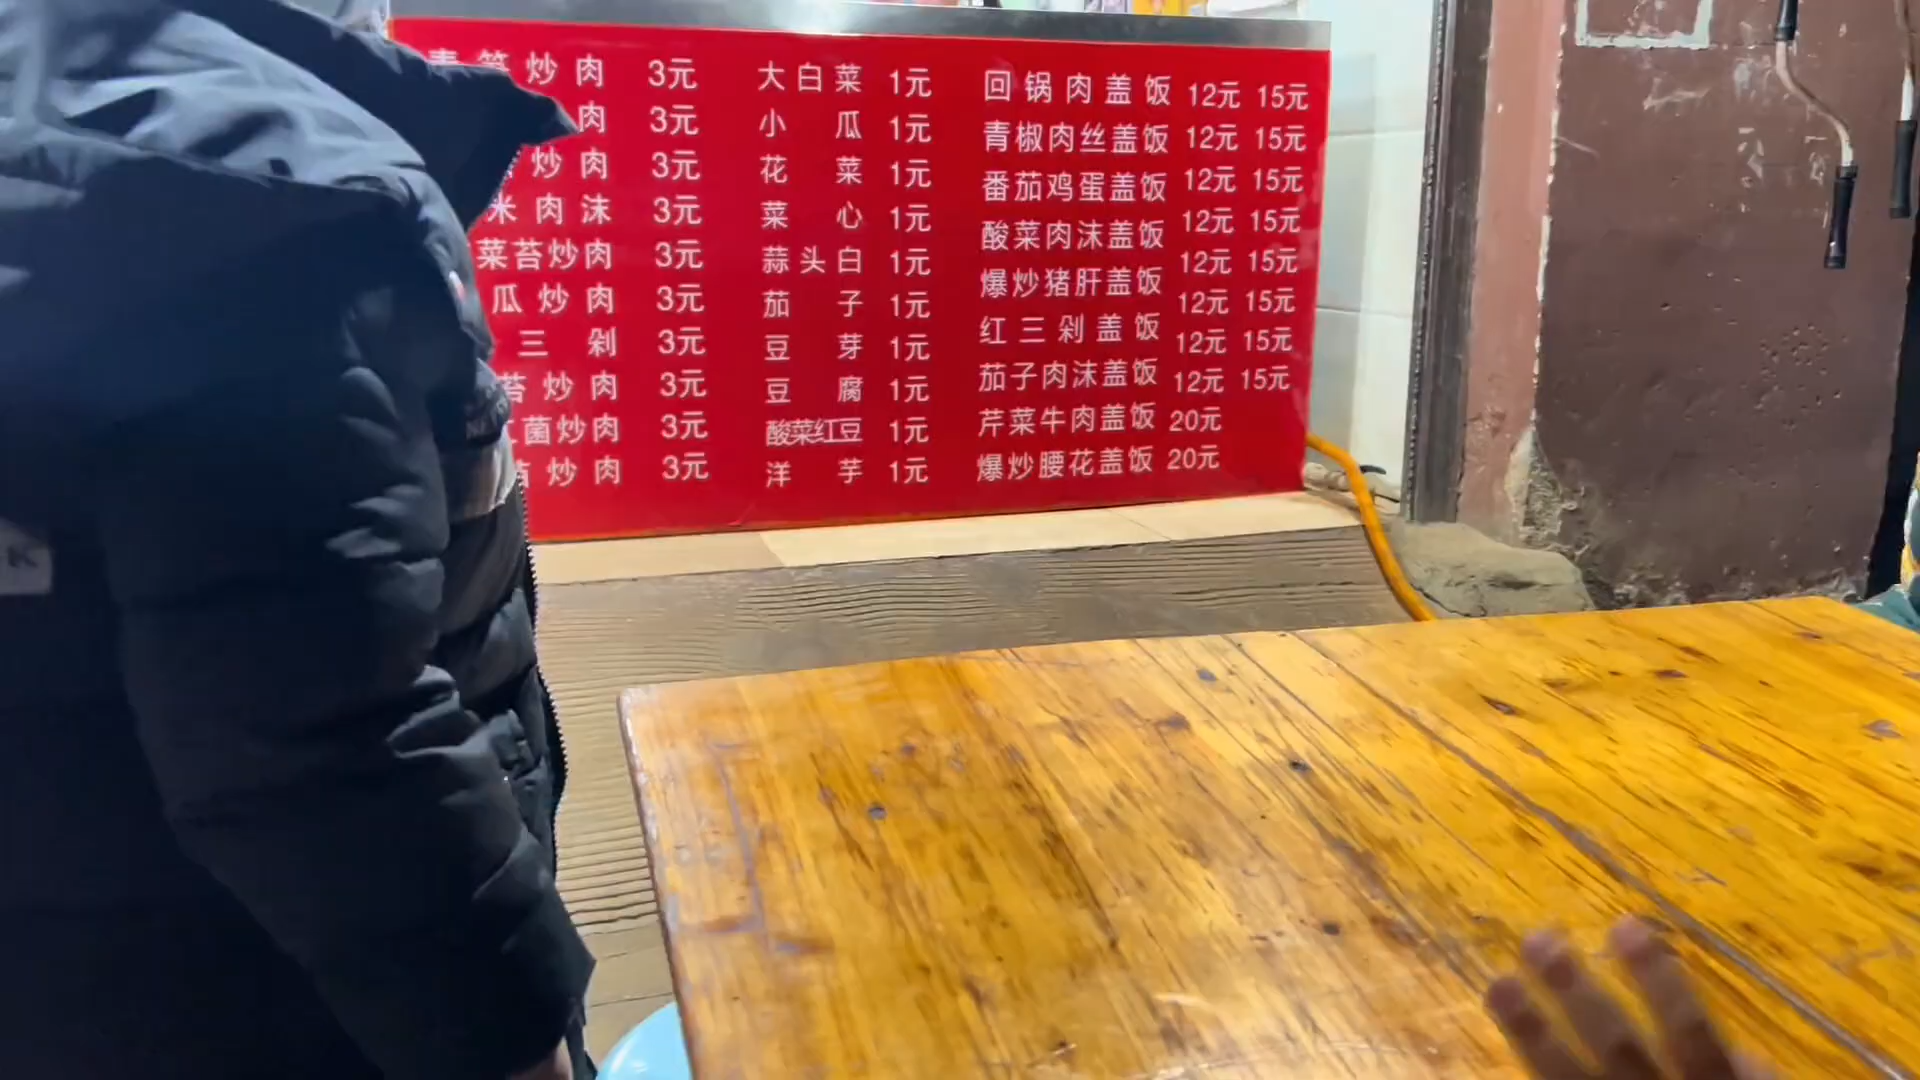 炒肉 3元
肉 3元
炒肉 3元
米肉沫 3元
菜苔炒肉 3元
瓜炒肉 3元
三剁 3元
苔炒肉 3元
菌炒肉 3元
炒肉 3元
大白菜 1元
小瓜 1元
花菜 1元
菜心 1元
蒜头白 1元
茄子 1元
豆芽 1元
豆腐 1元
酸菜红豆 1元
洋芋 1元
回锅肉盖饭 12元 15元
青椒肉丝盖饭 12元 15元
番茄鸡蛋盖饭 12元 15元
酸菜肉沫盖饭 12元 15元
爆炒猪肝盖饭 12元 15元
红三剁盖饭 12元 15元
茄子肉沫盖饭 12元 15元
芹菜牛肉盖饭 12元 15元
爆炒腰花盖饭 20元
20元